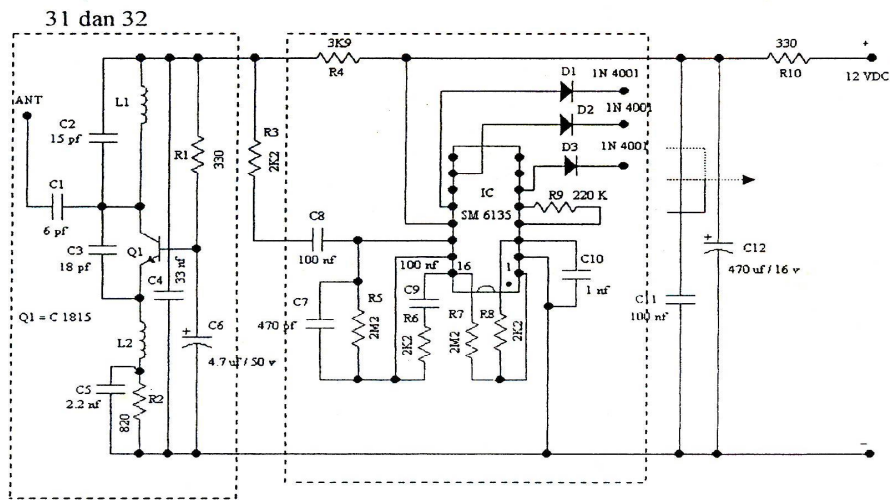 31 dan 32
ANT
C1
6 pf
C2
15 pf
L1
C3
18 pf
Q1
Q1 = C 1815
L2
C5
2.2 nf
R2
820
C4
33 nf
R1
330
C6
+
4.7 uf / 50 v
R3
2K2
3K9
R4
C8
100 nf
C7
470 pf
R5
2M2
100 nf
C9
R6
2K2
R7
2M2
R8
2K2
16
1
IC
SM 6135
D1
1N 4001
D2
1N 4001
D3
1N 4001
R9
220 K
C10
1 nf
C11
100 nf
+
C12
470 uf / 16 v
330
R10
+
12 VDC
-